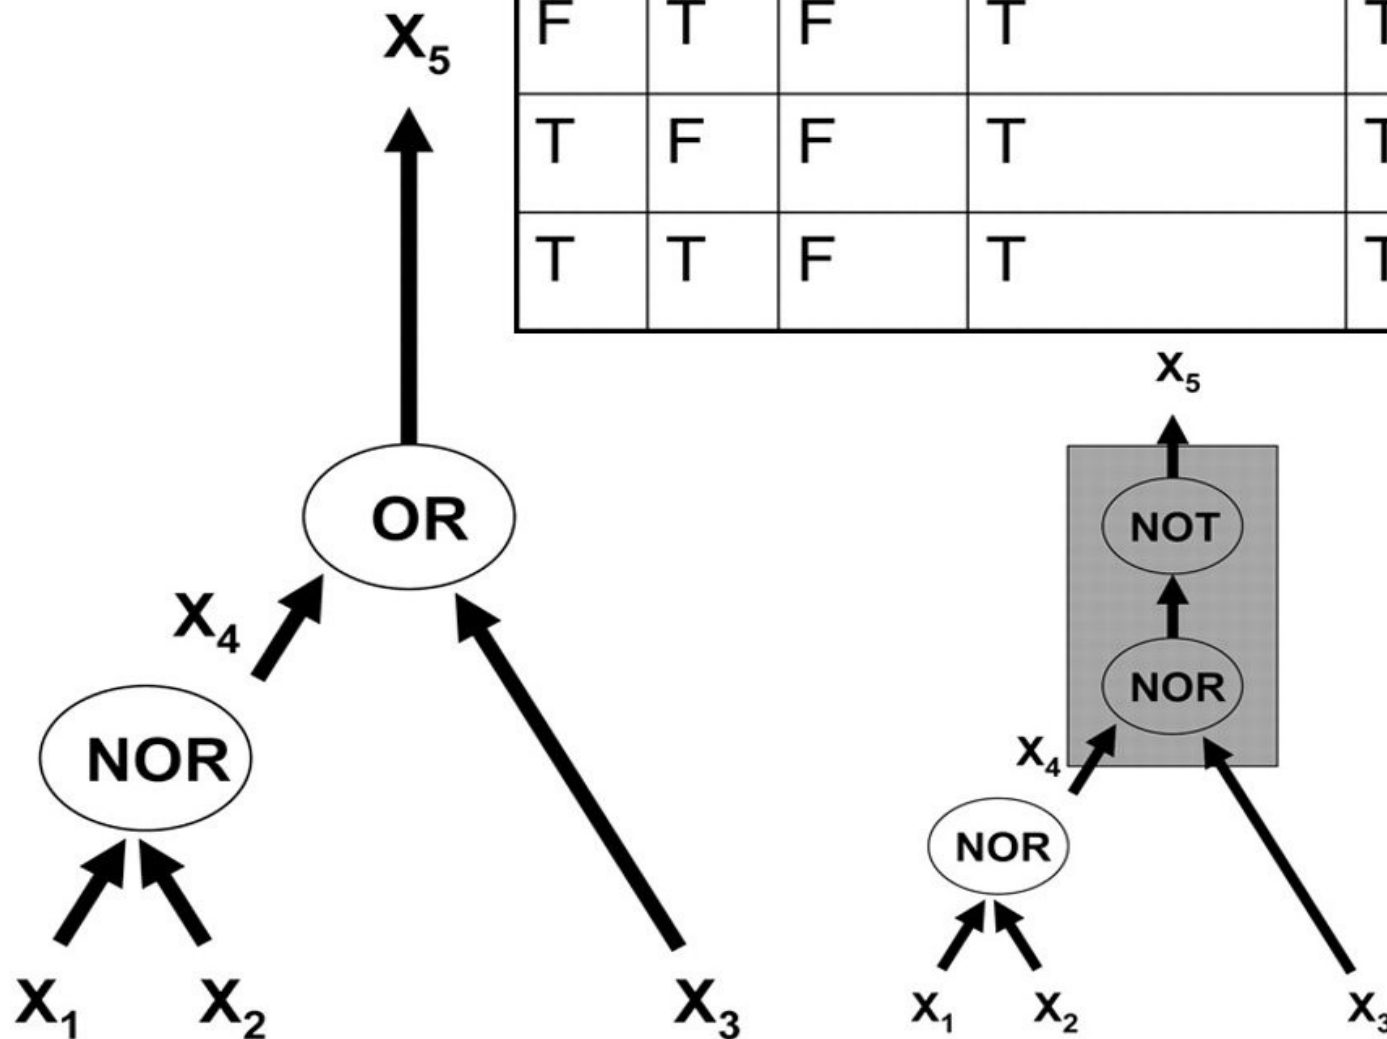 X5
F T F T T
T F F T T
T T F T T
X5
OR
NOT
X4
NOR
NOR
X4
NOR
X1 X2 X3
X1 X2 X3